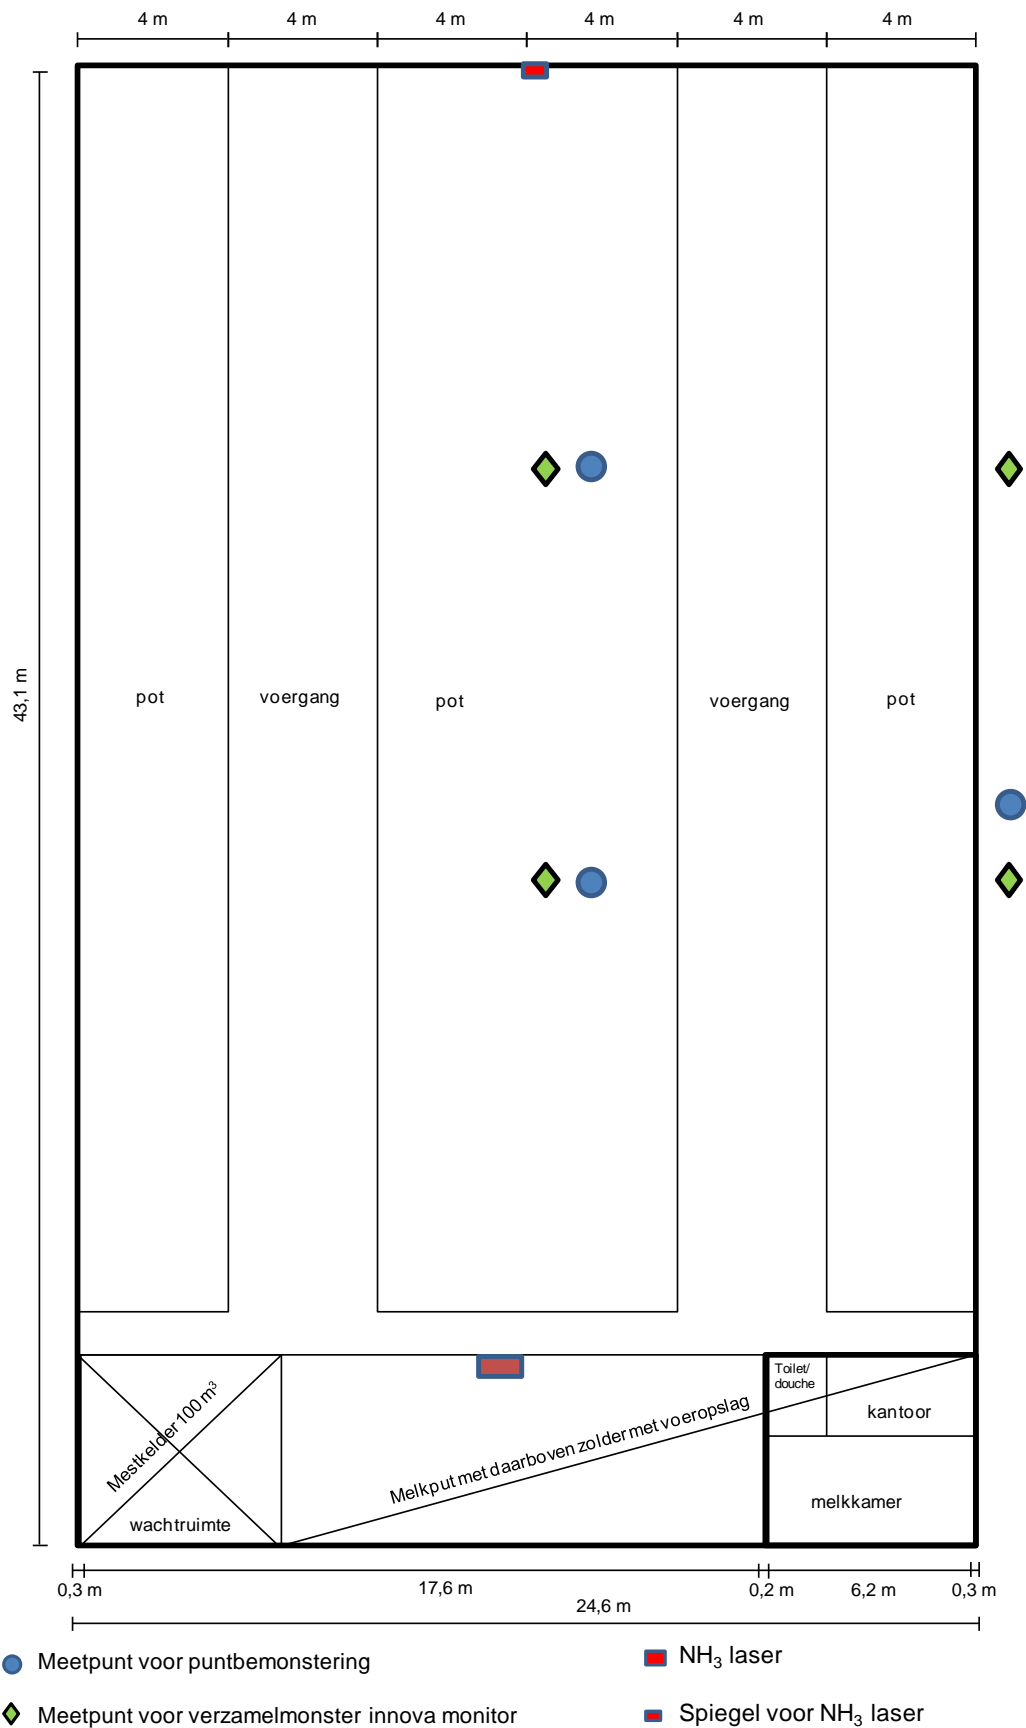 4 m 4 m 4 m 4 m 4 m 4 m
43,1 m
pot voergang pot voergang pot
Mestkelder 100 m³
wachtruimte
Melkput met daarboven zolder met voeropslag
Toilet/
douche
kantoor
melkkamer
0,3 m 17,6 m 0,2 m 6,2 m 0,3 m
24,6 m
Meetpunt voor puntbemonstering
NH₃ laser
Meetpunt voor verzamelmonster innova monitor
Spiegel voor NH₃ laser